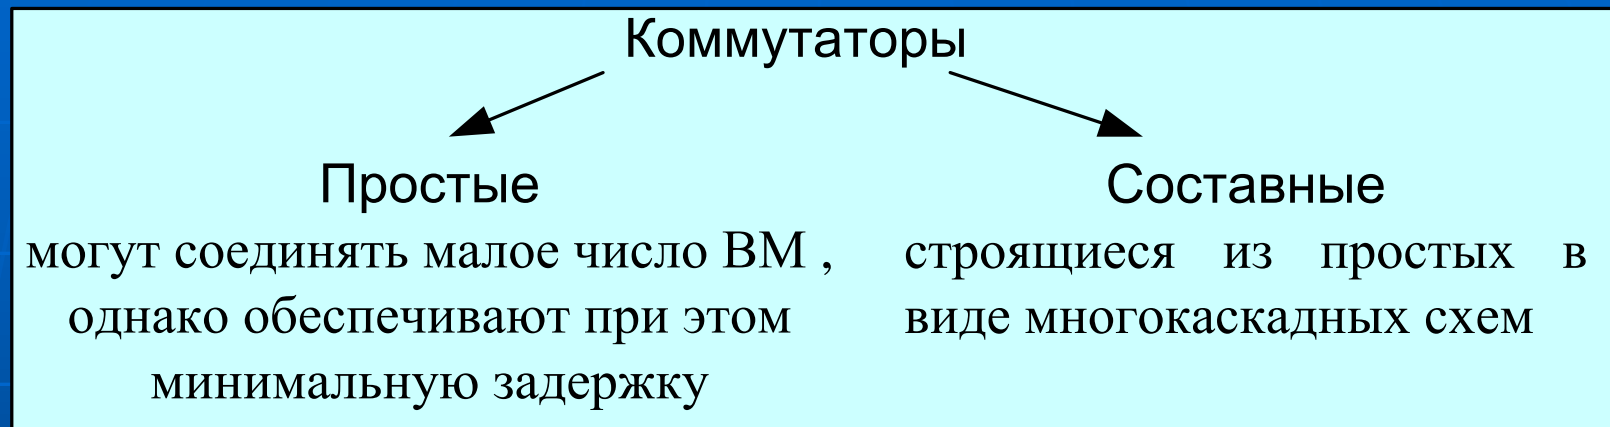 Коммутаторы
Простые
могут соединять малое число ВМ ,
однако обеспечивают при этом
минимальную задержку
Составные
строящиеся из простых в
виде многокаскадных схем